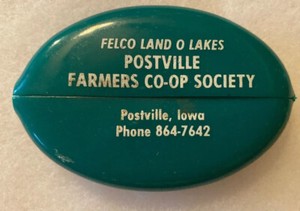 FELCO LAND O LAKES
POSTVILLE
FARMERS CO-OP SOCIETY
Postville, Iowa
Phone 864-7642